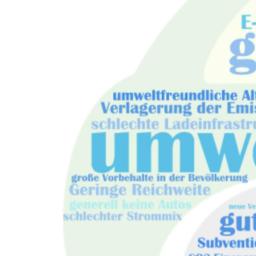 E-
g
umweltfreundliche Al
Verlagerung der Emis
schlechte Ladeinfrastru
umwe
große Vorbehalte in der Bevölkerung
Geringe Reichweite
generell keine Autos
schlechter Strommix
neue Ve
gut
Subventi